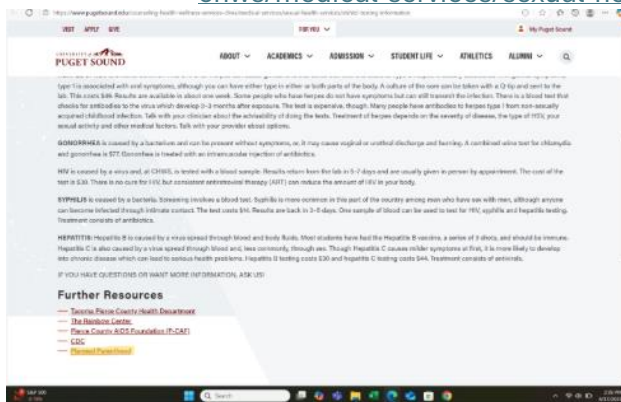 chws/medical-services/sexual-he
https://www.pugetsound.edu/counseling-health-wellness-services-chws/medical-services/sexual-health-services/sti-std-testing-information
VISIT APPLY GIVE FOR YOU My Puget Sound
UNIVERSITY of
PUGET SOUND
ABOUT ACADEMICS ADMISSION STUDENT LIFE ATHLETICS ALUMNI
type 1 is associated with oral symptoms, although you can have either type in either or both parts of the body. A culture of the sore can be taken with a Q-tip and sent to the
lab. This costs $44. Results are available in about one week. Some people who have herpes do not have symptoms but can still transmit the infection. There is a blood test that
checks for antibodies to the virus which develop 2-3 months after exposure. The test is expensive, though. Many people have antibodies to herpes type 1 from non-sexually
acquired childhood infection. Talk with your clinician about the advisability of doing the tests. Treatment of herpes depends on the severity of disease, the type of HSV, your
sexual activity and other medical factors. Talk with your provider about options.
GONORRHEA is caused by a bacterium and can be present without symptoms, or, it may cause vaginal or urethral discharge and burning. A combined urine test for chlamydia
and gonorrhea is $77. Gonorrhea is treated with an intramuscular injection of antibiotics.
HIV is caused by a virus and, at CHWS, is tested with a blood sample. Results return from the lab in 5-7 days and are usually given in person by appointment. The cost of the
test is $30. There is no cure for HIV, but consistent antiretroviral therapy (ART) can reduce the amount of HIV in your body.
SYPHILIS is caused by a bacteria. Screening involves a blood test. Syphilis is more common in this part of the country among men who have sex with men, although anyone
can become infected through intimate contact. The test costs $14. Results are back in 3-5 days. One sample of blood can be used to test for HIV, syphilis and hepatitis testing.
Treatment consists of antibiotics.
HEPATITIS: Hepatitis B is caused by a virus spread through blood and body fluids. Most students have had the Hepatitis B vaccine, a series of 3 shots, and should be immune.
Hepatitis C is also caused by a virus spread through blood and, less commonly, through sex. Though Hepatitis C causes milder symptoms at first, it is more likely to develop
into chronic disease which can lead to serious health problems. Hepatitis B testing costs $30 and hepatitis C testing costs $44. Treatment consists of antivirals.
IF YOU HAVE QUESTIONS OR WANT MORE INFORMATION, ASK US!
Further Resources
Tacoma Pierce County Health Department
The Rainbow Center
Pierce County AIDS Foundation (P-CAF)
CDC
Planned Parenthood
S&P 500
Search